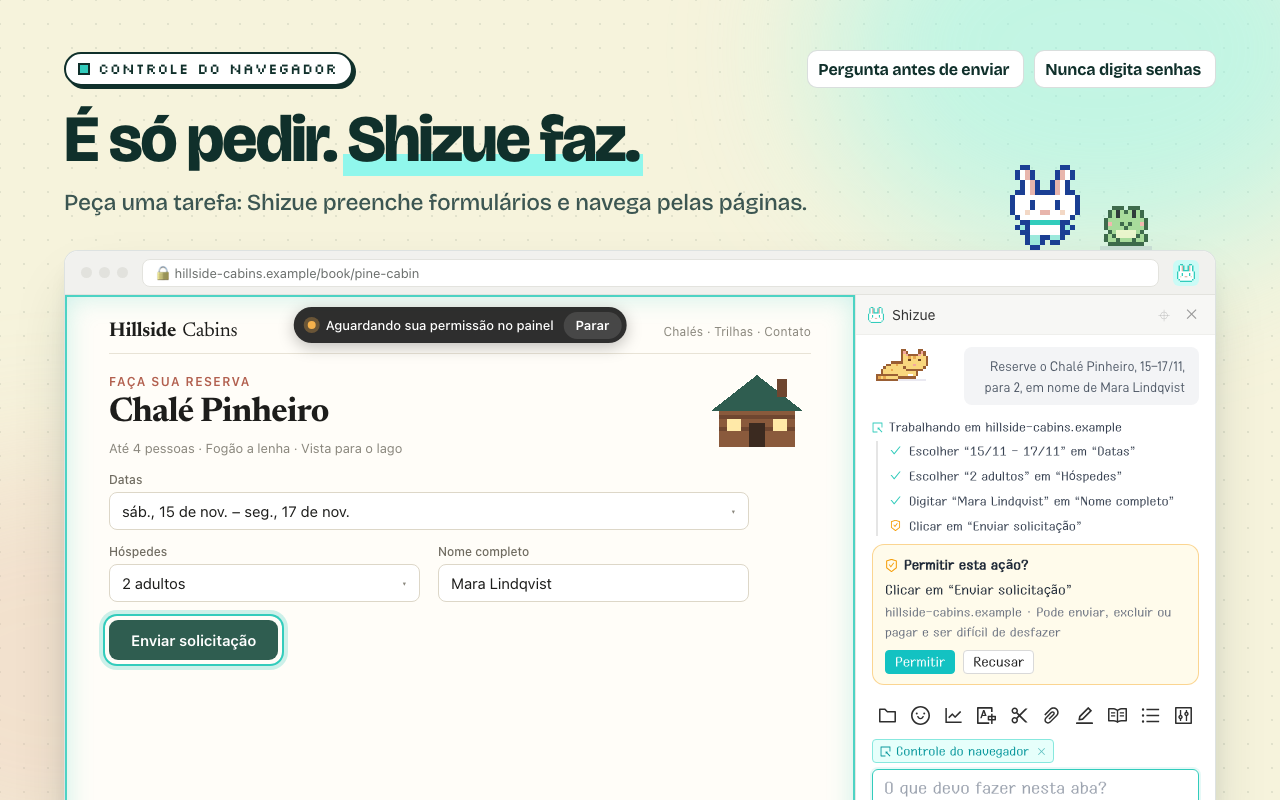 CONTROLE DO NAVEGADOR
Pergunta antes de enviar
Nunca digita senhas
É só pedir. Shizue faz.
Peça uma tarefa: Shizue preenche formulários e navega pelas páginas.
hillside-cabins.example/book/pine-cabin
Hillside Cabins
Aguardando sua permissão no painel
Parar
Chalés · Trilhas · Contato
FAÇA SUA RESERVA
Chalé Pinheiro
Até 4 pessoas · Fogão a lenha · Vista para o lago
Datas
sáb., 15 de nov. – seg., 17 de nov.
Hóspedes
Nome completo
2 adultos
Mara Lindqvist
Enviar solicitação
Shizue
Reserve o Chalé Pinheiro, 15–17/11,
para 2, em nome de Mara Lindqvist
Trabalhando em hillside-cabins.example
Escolher “15/11 – 17/11” em “Datas”
Escolher “2 adultos” em “Hóspedes”
Digitar “Mara Lindqvist” em “Nome completo”
Clicar em “Enviar solicitação”
Permitir esta ação?
Clicar em “Enviar solicitação”
hillside-cabins.example · Pode enviar, excluir ou
pagar e ser difícil de desfazer
Permitir
Recusar
Controle do navegador
O que devo fazer nesta aba?